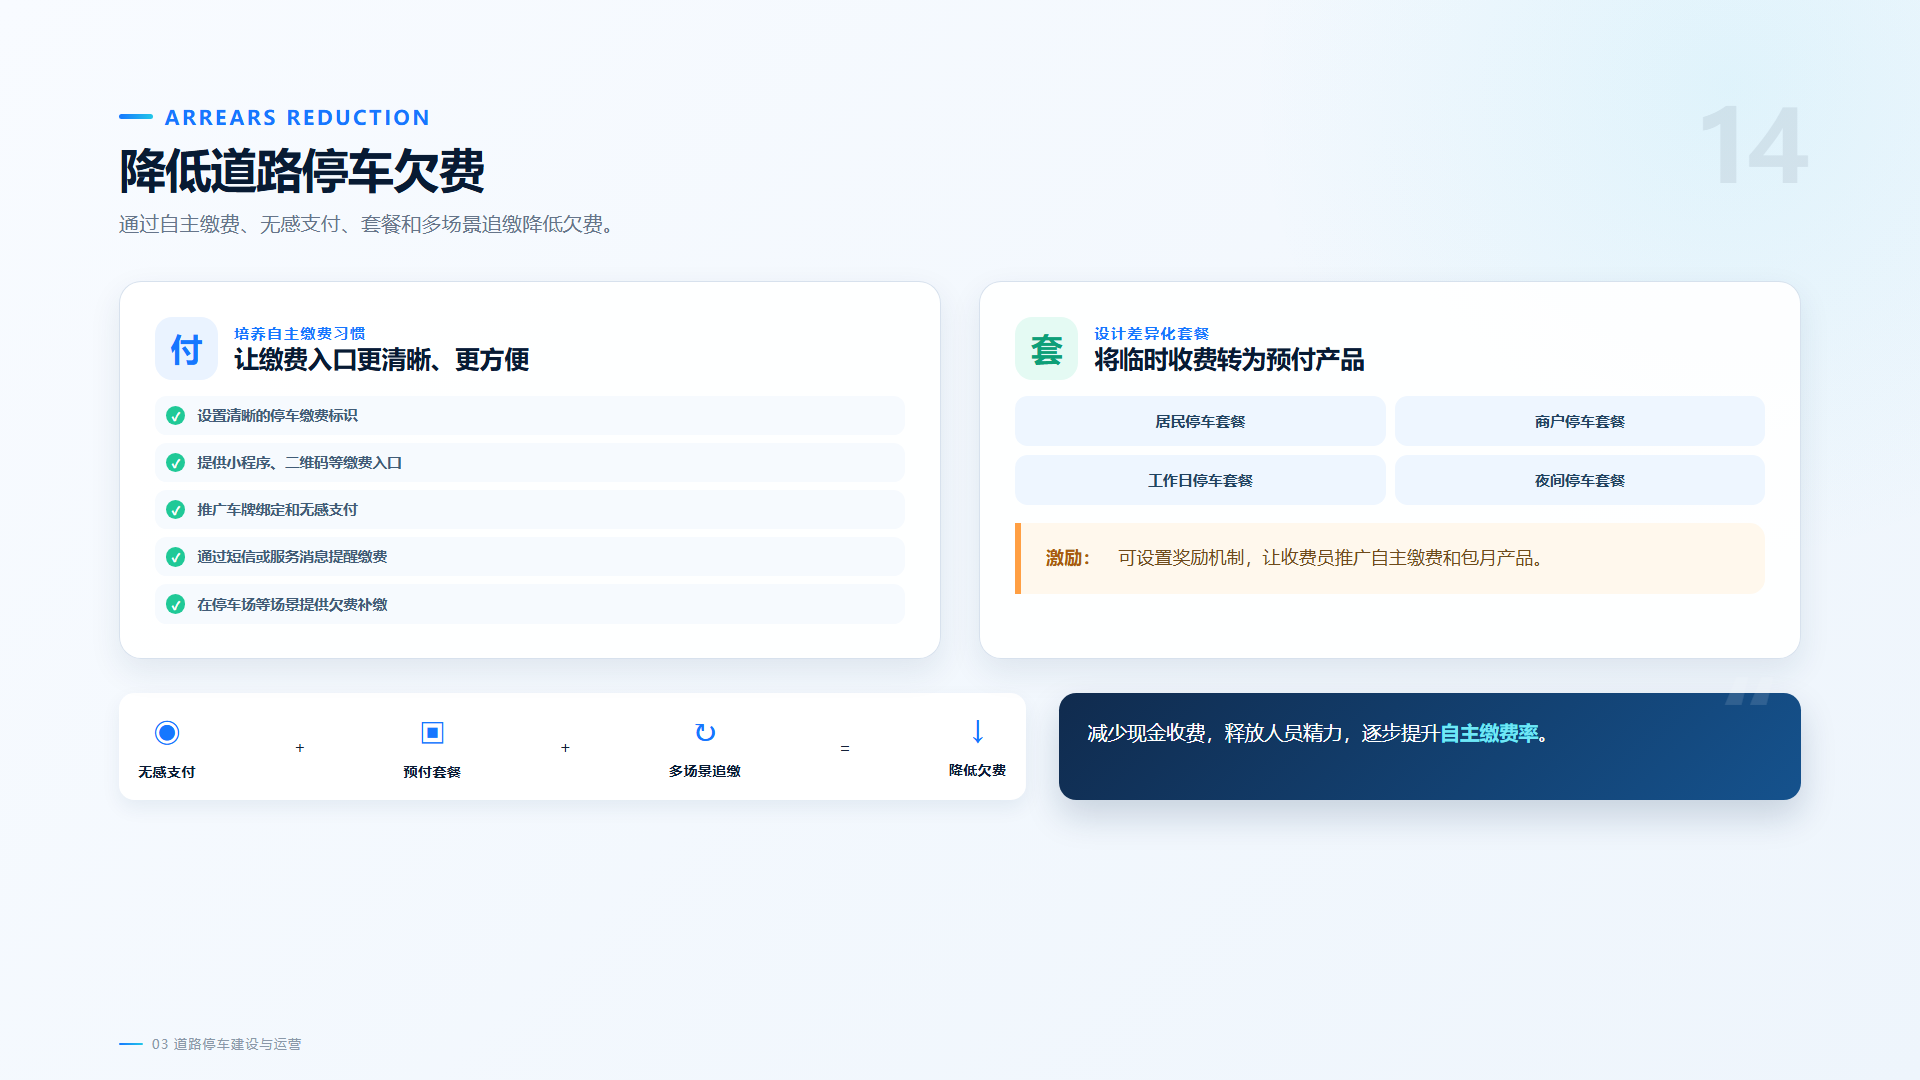 ARREARS REDUCTION
14
降低道路停车欠费
通过自主缴费、无感支付、套餐和多场景追缴降低欠费。
付
培养自主缴费习惯
让缴费入口更清晰、更方便
设置清晰的停车缴费标识
提供小程序、二维码等缴费入口
推广车牌绑定和无感支付
通过短信或服务消息提醒缴费
在停车场等场景提供欠费补缴
套
设计差异化套餐
将临时收费转为预付产品
居民停车套餐
商户停车套餐
工作日停车套餐
夜间停车套餐
激励： 可设置奖励机制，让收费员推广自主缴费和包月产品。
◉ + ▣ + ↻ = ↓
无感支付 预付套餐 多场景追缴 降低欠费
减少现金收费，释放人员精力，逐步提升自主缴费率。
”
03 道路停车建设与运营